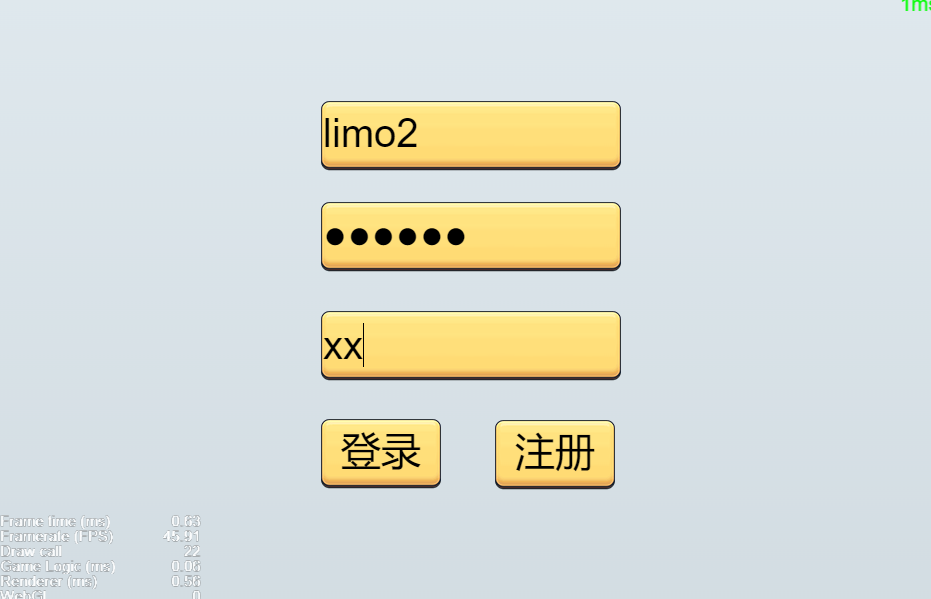 1ms
limo2
●●●●●●
xx
登录 注册
Frame time (ms) 0.63
Framerate (FPS) 45.91
Draw call 22
Game Logic (ms) 0.06
Renderer (ms) 0.56
WebGL 0